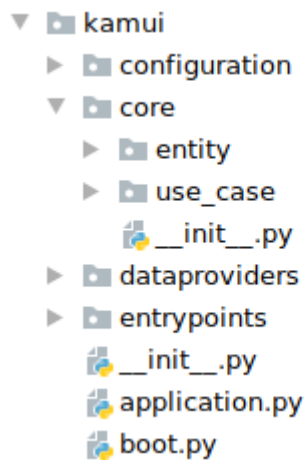 kamui
configuration
core
entity
use_case
__init__.py
dataproviders
entrypoints
__init__.py
application.py
boot.py